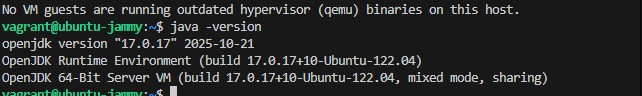 No VM guests are running outdated hypervisor (qemu) binaries on this host.
vagrant@ubuntu-jammy:~$ java -version
openjdk version "17.0.17" 2025-10-21
OpenJDK Runtime Environment (build 17.0.17+10-Ubuntu-122.04)
OpenJDK 64-Bit Server VM (build 17.0.17+10-Ubuntu-122.04, mixed mode, sharing)
vagrant@ubuntu-jammy:~$